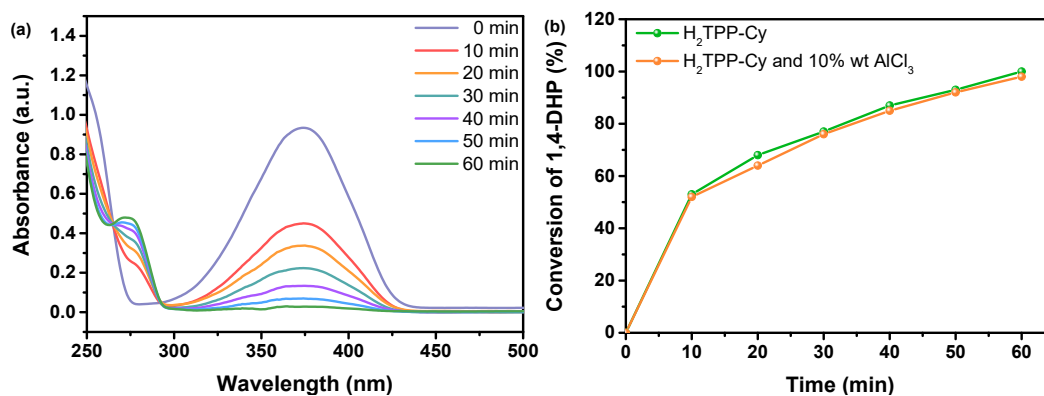 (a)
1.4
1.2
1.0
0.8
0.6
0.4
0.2
0.0
Absorbance (a.u.)
250 300 350 400 450 500
Wavelength (nm)
0 min
10 min
20 min
30 min
40 min
50 min
60 min
(b)
120
100
80
60
40
20
0
Conversion of 1,4-DHP (%)
0 10 20 30 40 50 60
Time (min)
H₂TPP-Cy
H₂TPP-Cy and 10% wt AlCl₃